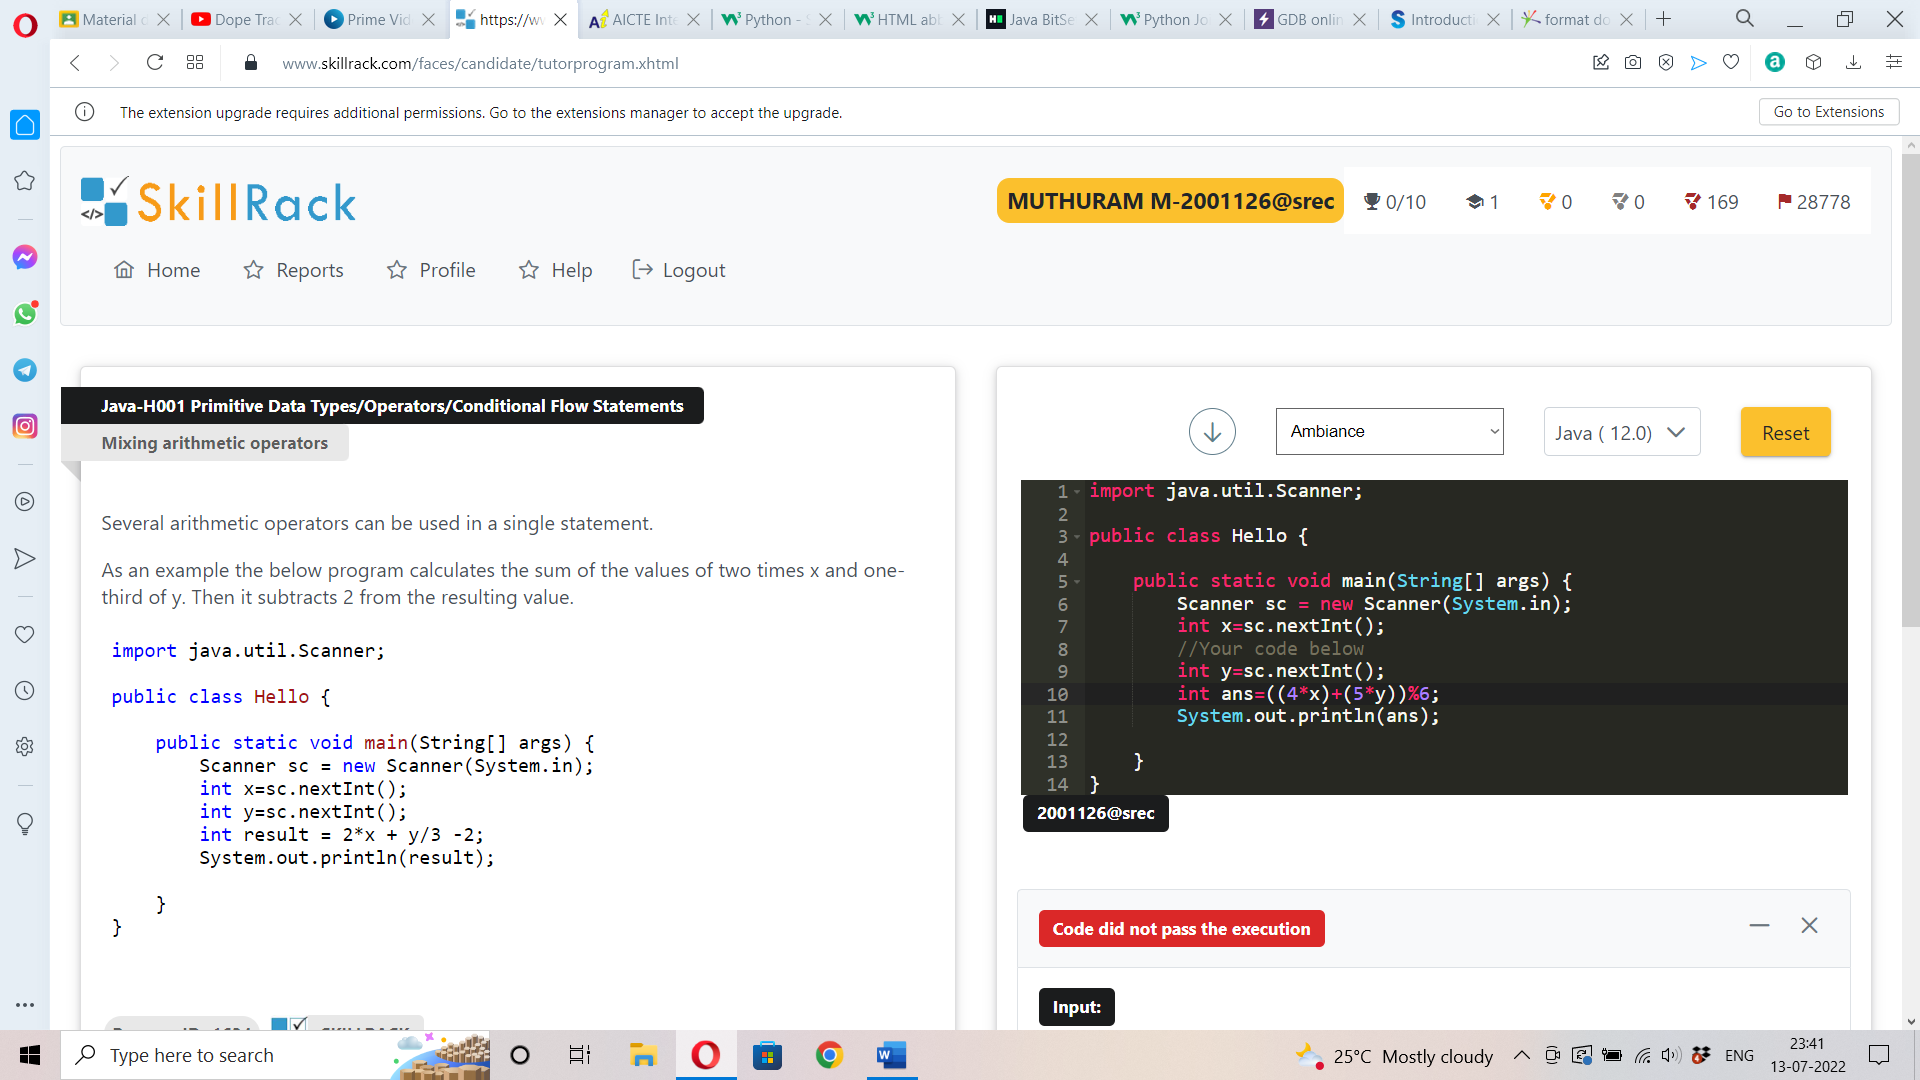 Material
Dope Trac
Prime Vid
https://ww
AICTE Inte
Python -
HTML abl
Java BitSe
Python Jo
GDB onlin
Introducti
format do
www.skillrack.com/faces/candidate/tutorprogram.xhtml
The extension upgrade requires additional permissions. Go to the extensions manager to accept the upgrade.
Go to Extensions
SkillRack
MUTHURAM M-2001126@srec
0/10
1
0
0
169
28778
Home
Reports
Profile
Help
Logout
Java-H001 Primitive Data Types/Operators/Conditional Flow Statements
Mixing arithmetic operators
Several arithmetic operators can be used in a single statement.
As an example the below program calculates the sum of the values of two times x and one-
third of y. Then it subtracts 2 from the resulting value.
import java.util.Scanner;
public class Hello {
public static void main(String[] args) {
Scanner sc = new Scanner(System.in);
int x=sc.nextInt();
int y=sc.nextInt();
int result = 2*x + y/3 -2;
System.out.println(result);
}
}
Ambiance
Java ( 12.0)
Reset
1 import java.util.Scanner;
2
3 public class Hello {
4
5 public static void main(String[] args) {
6 Scanner sc = new Scanner(System.in);
7 int x=sc.nextInt();
8 //Your code below
9 int y=sc.nextInt();
10 int ans=((4*x)+(5*y))%6;
11 System.out.println(ans);
12
13 }
14 }
2001126@srec
Code did not pass the execution
Input:
Type here to search
25°C Mostly cloudy
ENG
23:41
13-07-2022